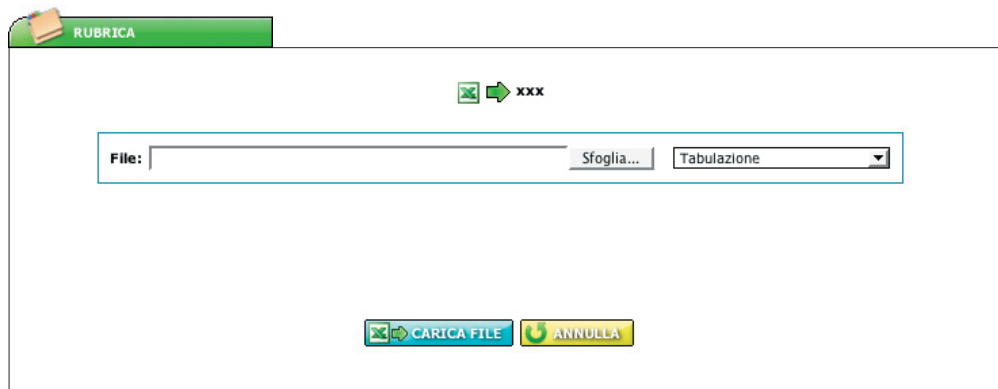 RUBRICA
xxx
File: Sfoglia... Tabulazione
CARICA FILE ANNULLA